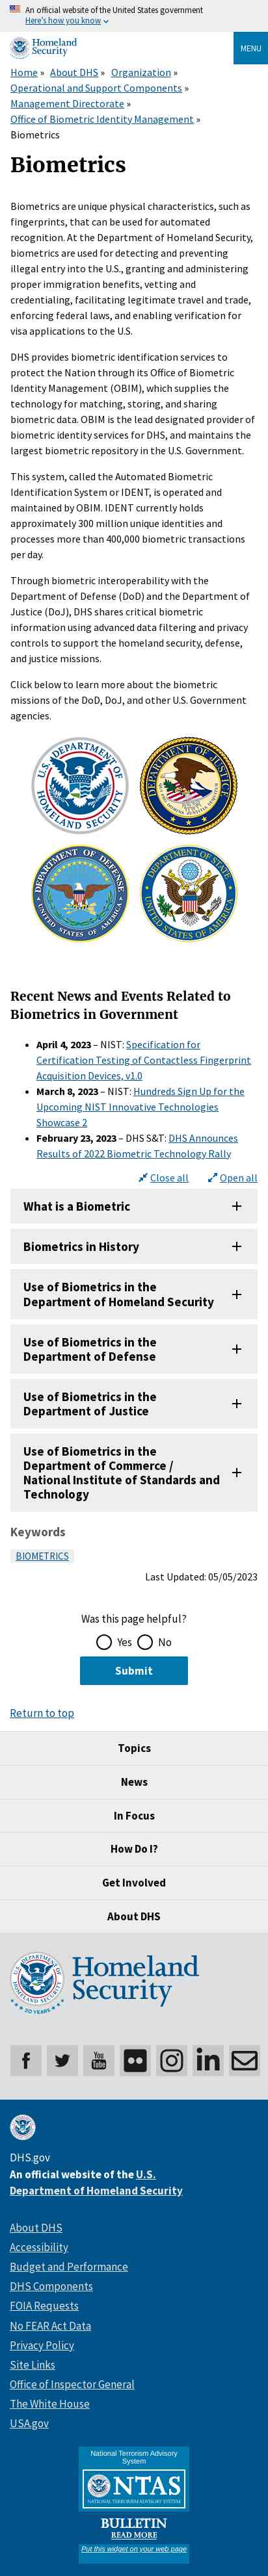 An official website of the United States government
Here's how you know
Homeland
Security
MENU
Home » About DHS » Organization »
Operational and Support Components »
Management Directorate »
Office of Biometric Identity Management »
Biometrics
Biometrics
Biometrics are unique physical characteristics, such as
fingerprints, that can be used for automated
recognition. At the Department of Homeland Security,
biometrics are used for detecting and preventing
illegal entry into the U.S., granting and administering
proper immigration benefits, vetting and
credentialing, facilitating legitimate travel and trade,
enforcing federal laws, and enabling verification for
visa applications to the U.S.
DHS provides biometric identification services to
protect the Nation through its Office of Biometric
Identity Management (OBIM), which supplies the
technology for matching, storing, and sharing
biometric data. OBIM is the lead designated provider of
biometric identity services for DHS, and maintains the
largest biometric repository in the U.S. Government.
This system, called the Automated Biometric
Identification System or IDENT, is operated and
maintained by OBIM. IDENT currently holds
approximately 300 million unique identities and
processes more than 400,000 biometric transactions
per day.
Through biometric interoperability with the
Department of Defense (DoD) and the Department of
Justice (DoJ), DHS shares critical biometric
information using advanced data filtering and privacy
controls to support the homeland security, defense,
and justice missions.
Click below to learn more about the biometric
missions of the DoD, DoJ, and other U.S. Government
agencies.
U.S. DEPARTMENT OF
HOMELAND SECURITY
DEPARTMENT OF JUSTICE
DEPARTMENT OF DEFENSE
UNITED STATES OF AMERICA
DEPARTMENT OF STATE
UNITED STATES OF AMERICA
Recent News and Events Related to
Biometrics in Government
April 4, 2023 – NIST: Specification for
Certification Testing of Contactless Fingerprint
Acquisition Devices, v1.0
March 8, 2023 – NIST: Hundreds Sign Up for the
Upcoming NIST Innovative Technologies
Showcase 2
February 23, 2023 – DHS S&T: DHS Announces
Results of 2022 Biometric Technology Rally
Close all Open all
What is a Biometric
Biometrics in History
Use of Biometrics in the
Department of Homeland Security
Use of Biometrics in the
Department of Defense
Use of Biometrics in the
Department of Justice
Use of Biometrics in the
Department of Commerce /
National Institute of Standards and
Technology
Keywords
BIOMETRICS
Last Updated: 05/05/2023
Was this page helpful?
Yes No
Submit
Return to top
Topics
News
In Focus
How Do I?
Get Involved
About DHS
Homeland
Security
20 YEARS
You
Tube
DHS.gov
An official website of the U.S.
Department of Homeland Security
About DHS
Accessibility
Budget and Performance
DHS Components
FOIA Requests
No FEAR Act Data
Privacy Policy
Site Links
Office of Inspector General
The White House
USA.gov
National Terrorism Advisory
System
NTAS
NATIONAL TERRORISM ADVISORY SYSTEM
BULLETIN
READ MORE
Put this widget on your web page